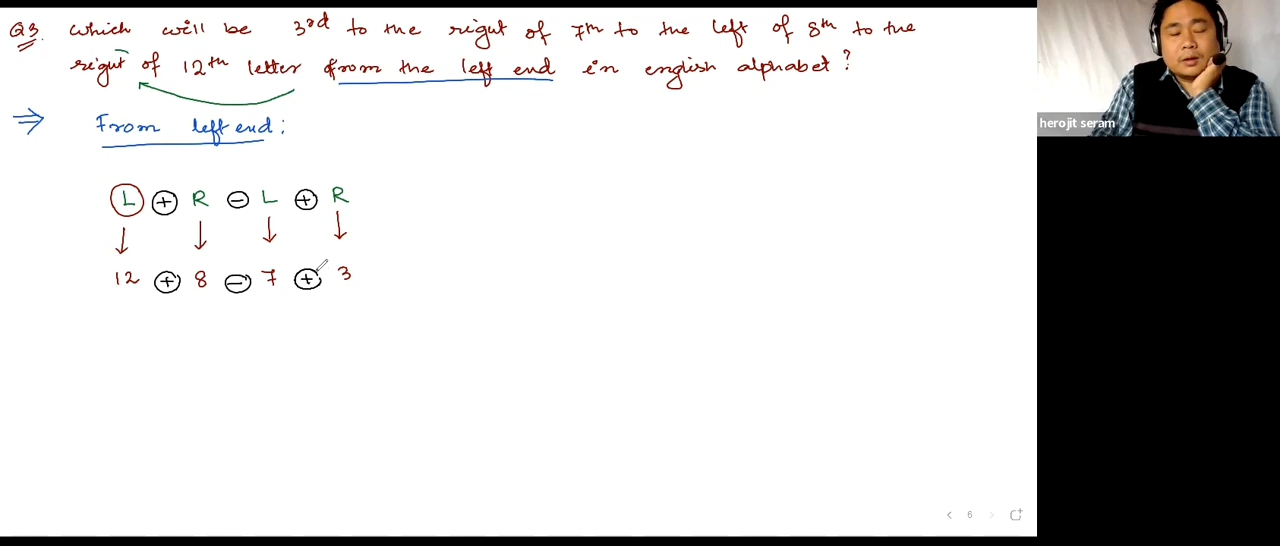 Q3. Which will be 3rd to the right of 7th to the left of 8th to the
right of 12th letter from the left end in english alphabet?
⇒ From left end:
L + R - L + R
↓ ↓ ↓ ↓
12 + 8 - 7 + 3
herojit seram
< 6 >